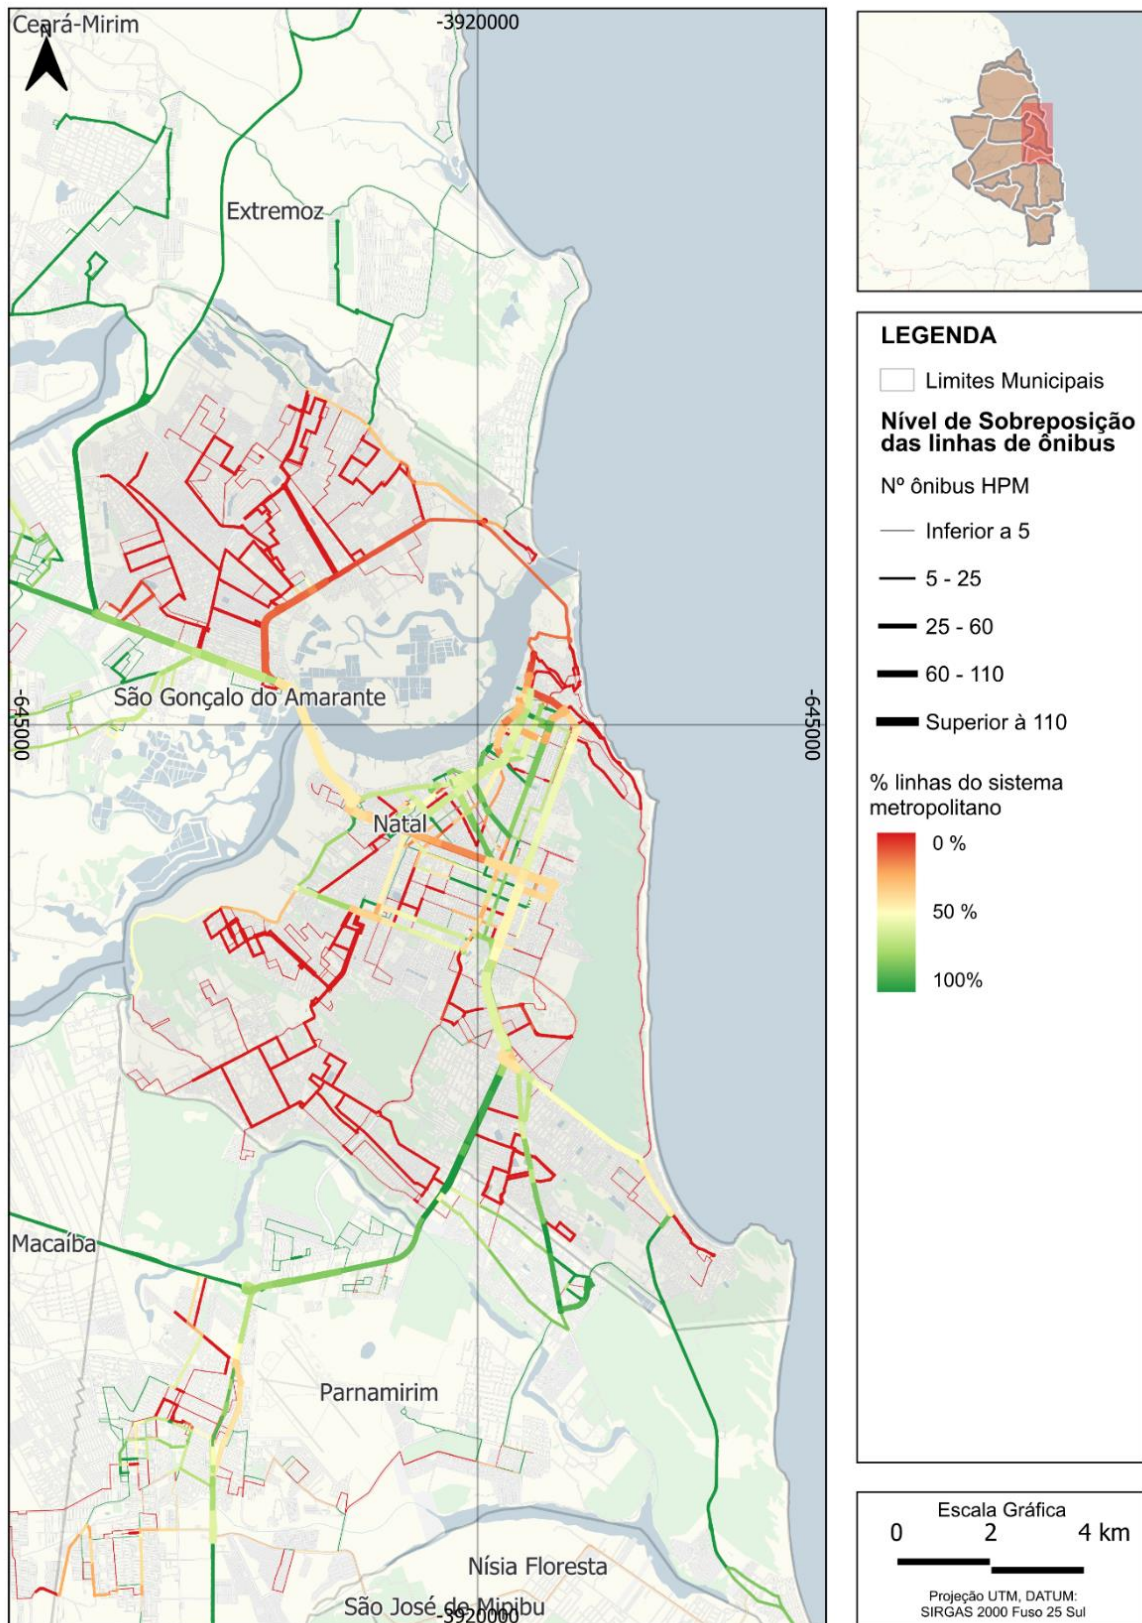 Ceará-Mirim
-3920000
N
Extremoz
São Gonçalo do Amarante
-645000
-645000
Natal
Macaíba
Parnamirim
Nísia Floresta
São José de Mipibu
-3920000
LEGENDA
Limites Municipais
Nível de Sobreposição
das linhas de ônibus
Nº ônibus HPM
Inferior a 5
5 - 25
25 - 60
60 - 110
Superior à 110
% linhas do sistema
metropolitano
0 %
50 %
100%
Escala Gráfica
0 2 4 km
Projeção UTM, DATUM:
SIRGAS 2000 Fuso 25 Sul